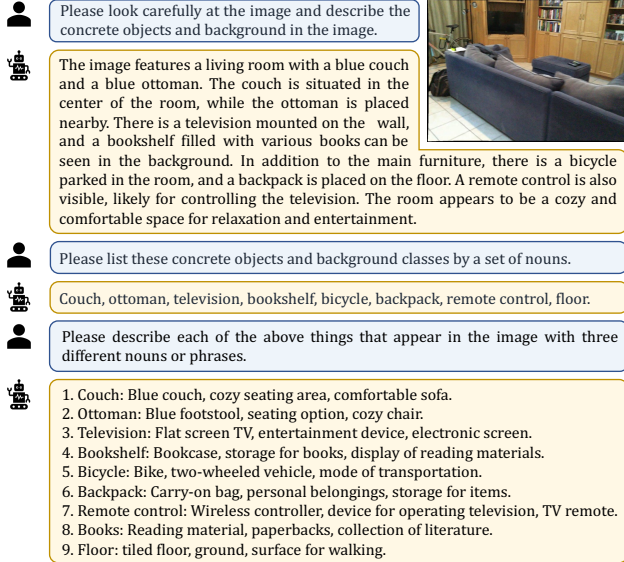 Please look carefully at the image and describe the
concrete objects and background in the image.
The image features a living room with a blue couch
and a blue ottoman. The couch is situated in the
center of the room, while the ottoman is placed
nearby. There is a television mounted on the wall,
and a bookshelf filled with various books can be
seen in the background. In addition to the main furniture, there is a bicycle
parked in the room, and a backpack is placed on the floor. A remote control is also
visible, likely for controlling the television. The room appears to be a cozy and
comfortable space for relaxation and entertainment.
Please list these concrete objects and background classes by a set of nouns.
Couch, ottoman, television, bookshelf, bicycle, backpack, remote control, floor.
Please describe each of the above things that appear in the image with three
different nouns or phrases.
1. Couch: Blue couch, cozy seating area, comfortable sofa.
2. Ottoman: Blue footstool, seating option, cozy chair.
3. Television: Flat screen TV, entertainment device, electronic screen.
4. Bookshelf: Bookcase, storage for books, display of reading materials.
5. Bicycle: Bike, two-wheeled vehicle, mode of transportation.
6. Backpack: Carry-on bag, personal belongings, storage for items.
7. Remote control: Wireless controller, device for operating television, TV remote.
8. Books: Reading material, paperbacks, collection of literature.
9. Floor: tiled floor, ground, surface for walking.